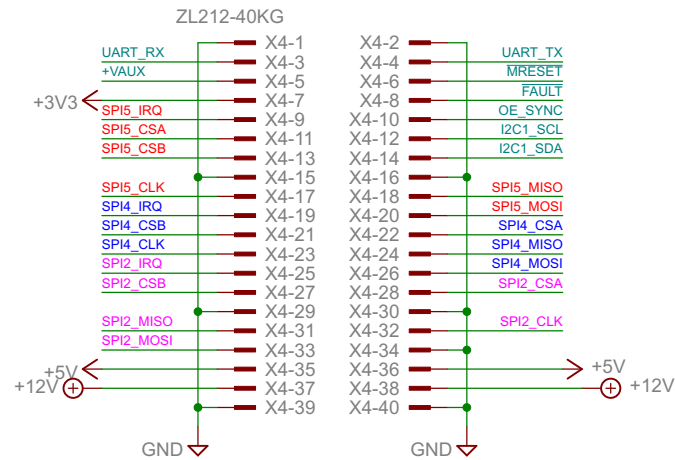 ZL212-40KG
X4-1 X4-2
UART_RX X4-3 X4-4 UART_TX
+VAUX X4-5 X4-6 MRESET
+3V3 X4-7 X4-8 FAULT
SPI5_IRQ X4-9 X4-10 OE_SYNC
SPI5_CSA X4-11 X4-12 I2C1_SCL
SPI5_CSB X4-13 X4-14 I2C1_SDA
X4-15 X4-16
SPI5_CLK X4-17 X4-18 SPI5_MISO
SPI4_IRQ X4-19 X4-20 SPI5_MOSI
SPI4_CSB X4-21 X4-22 SPI4_CSA
SPI4_CLK X4-23 X4-24 SPI4_MISO
SPI2_IRQ X4-25 X4-26 SPI4_MOSI
SPI2_CSB X4-27 X4-28 SPI2_CSA
X4-29 X4-30
SPI2_MISO X4-31 X4-32 SPI2_CLK
SPI2_MOSI X4-33 X4-34
+5V X4-35 X4-36 +5V
+12V X4-37 X4-38 +12V
X4-39 X4-40
GND GND